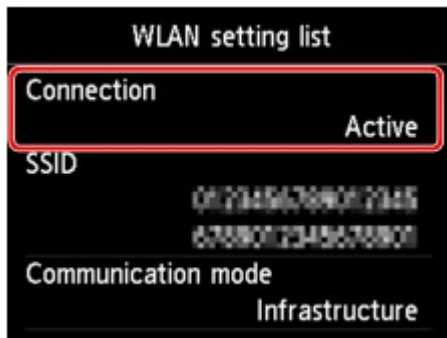 WLAN setting list
Connection
Active
SSID
Communication mode
Infrastructure